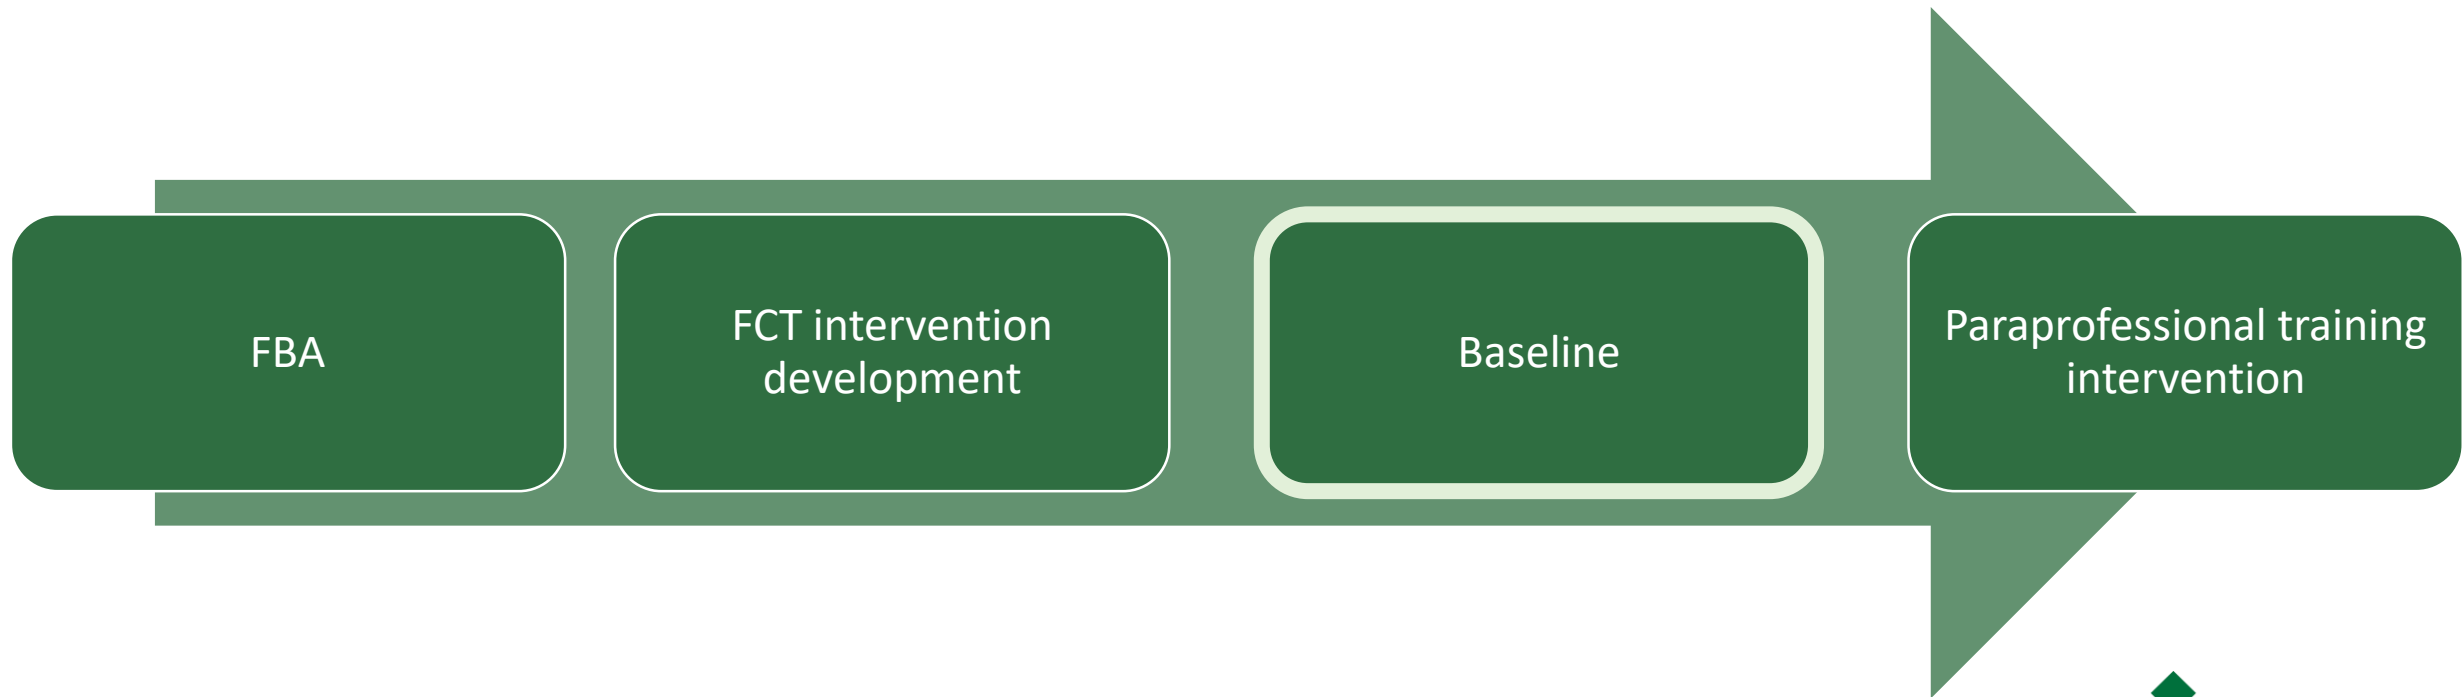 FBA
FCT intervention
development
Baseline
Paraprofessional training
intervention